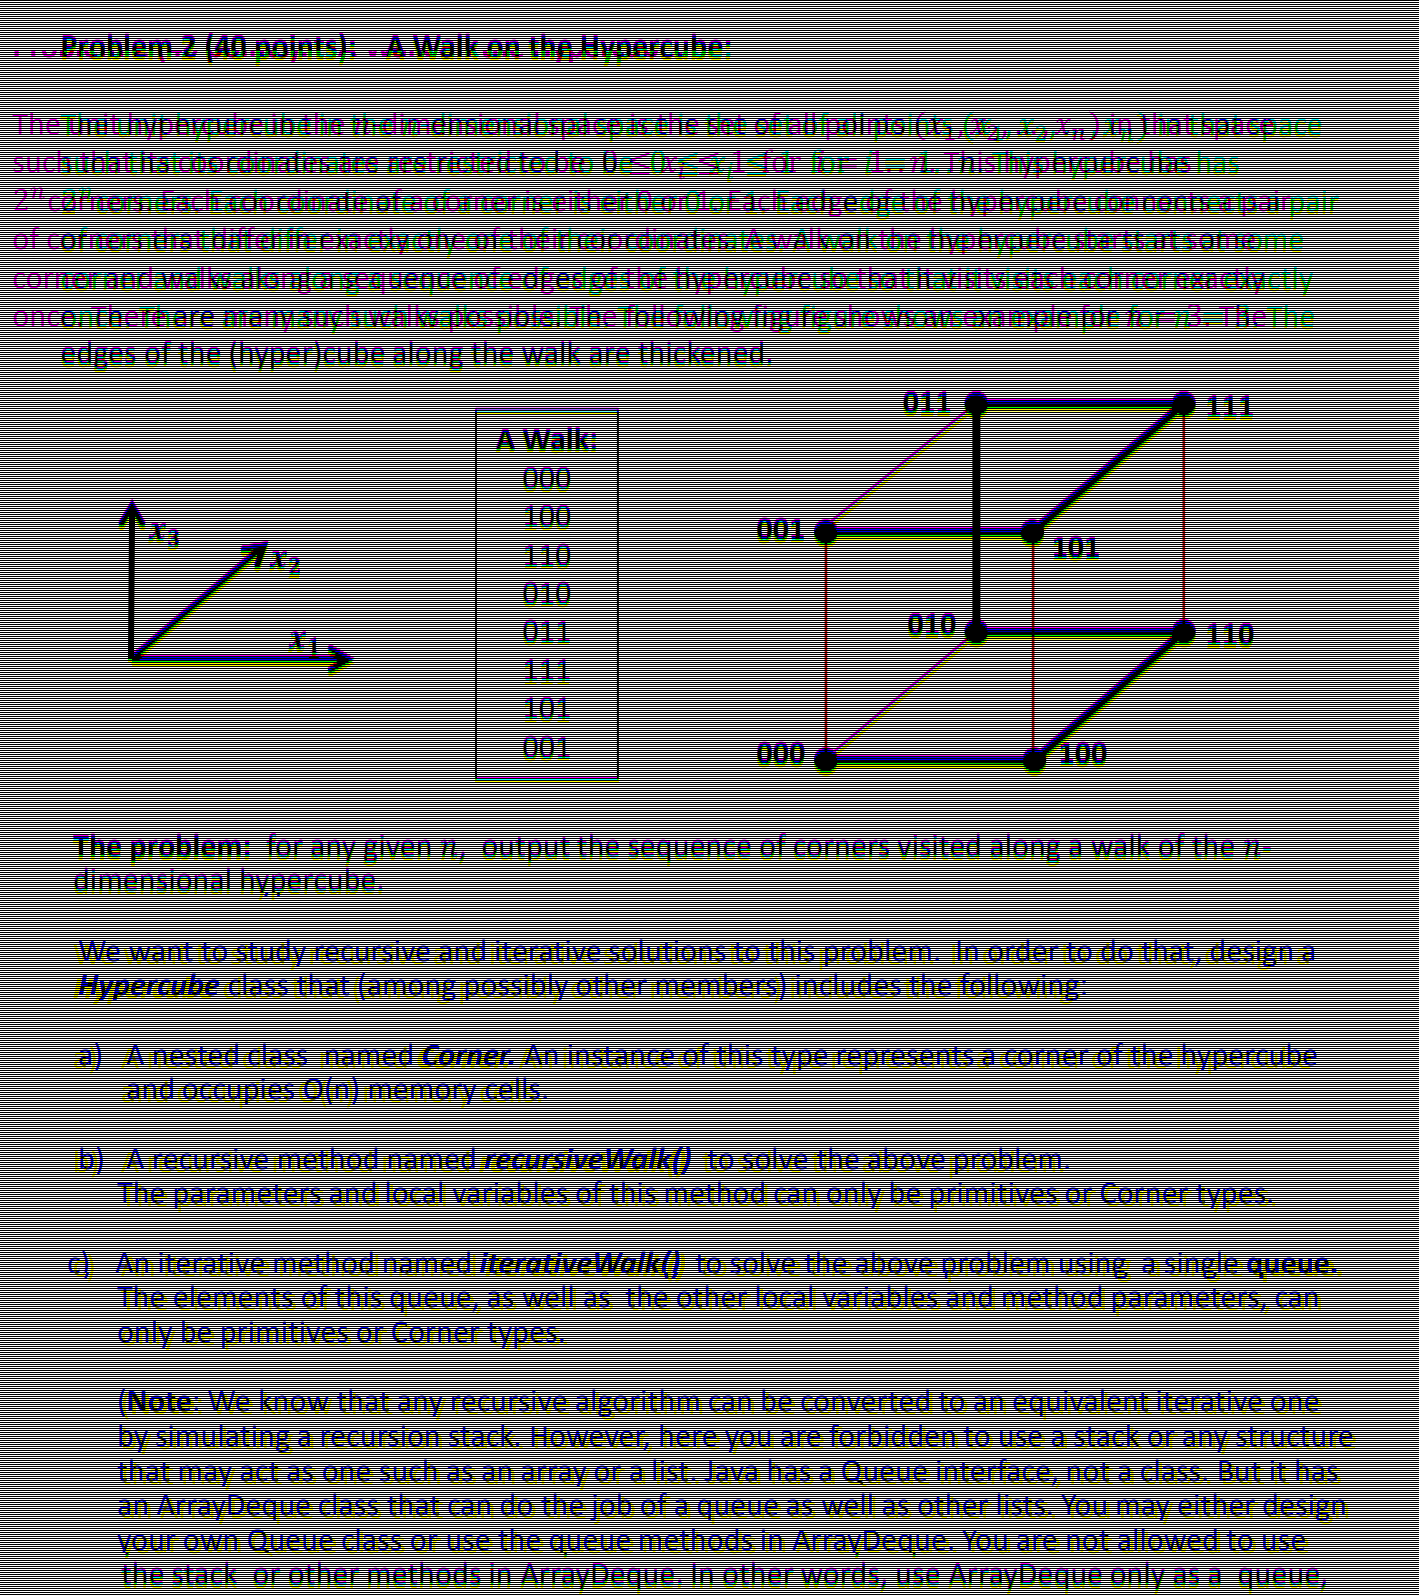 Problem 2 (40 points): A Walk on the Hypercube:
The unit hypercube in the n-dimensional space is the set of all points (x1, x2, ..., xn) in that space
such that its coordinates are restricted to be 0 ≤ xi ≤ 1 for i = 1..n. This hypercube has
2^n corners. Each coordinate of a corner is either 0 or 1. Each edge of the hypercube connects a pair
of corners that differ in exactly one of their coordinates. A walk on the hypercube starts at some
corner and walks along a sequence of edges of the hypercube so that it visits each corner exactly
once. There are many such walks possible. The following figure shows an example for n = 3. The
edges of the (hyper)cube along the walk are thickened.
x3
x2
x1
A Walk:
000
100
110
010
011
111
101
001
011
111
001
101
010
110
000
100
The problem: for any given n, output the sequence of corners visited along a walk of the n-
dimensional hypercube.
We want to study recursive and iterative solutions to this problem. In order to do that, design a
Hypercube class that (among possibly other members) includes the following:
a) A nested class named Corner. An instance of this type represents a corner of the hypercube
and occupies O(n) memory cells.
b) A recursive method named recursiveWalk() to solve the above problem.
The parameters and local variables of this method can only be primitives or Corner types.
c) An iterative method named iterativeWalk() to solve the above problem using a single queue.
The elements of this queue, as well as the other local variables and method parameters, can
only be primitives or Corner types.
(Note: We know that any recursive algorithm can be converted to an equivalent iterative one
by simulating a recursion stack. However, here you are forbidden to use a stack or any structure
that may act as one such as an array or a list. Java has a Queue interface, not a class. But it has
an ArrayDeque class that can do the job of a queue as well as other lists. You may either design
your own Queue class or use the queue methods in ArrayDeque. You are not allowed to use
the stack or other methods in ArrayDeque. In other words, use ArrayDeque only as a queue,